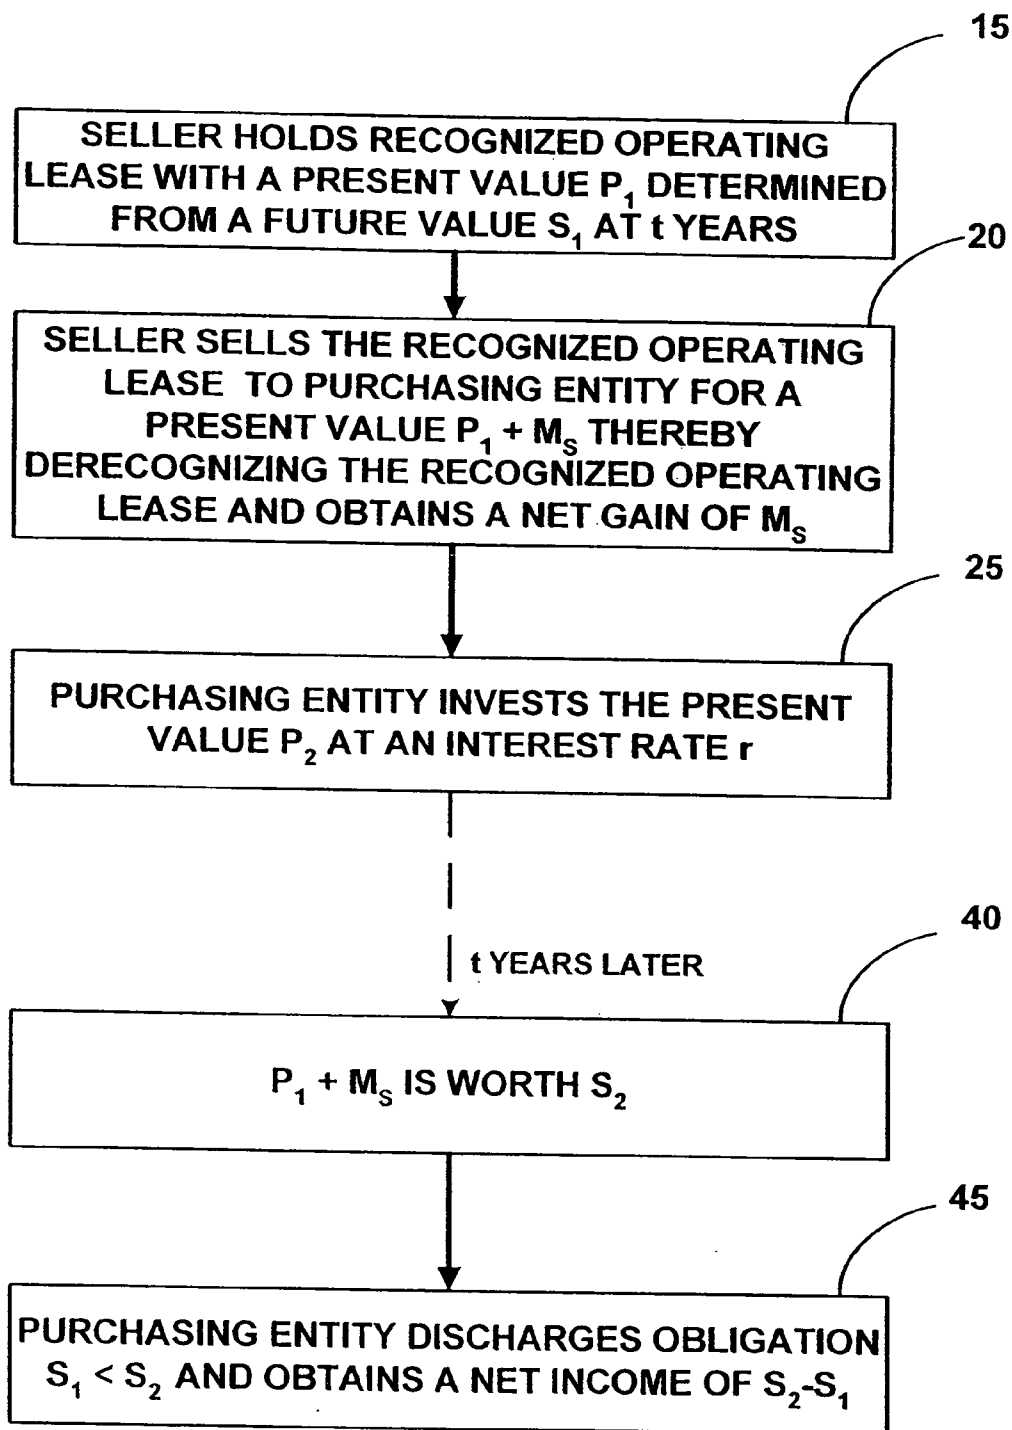 15
SELLER HOLDS RECOGNIZED OPERATING
LEASE WITH A PRESENT VALUE P₁ DETERMINED
FROM A FUTURE VALUE S₁ AT t YEARS
20
SELLER SELLS THE RECOGNIZED OPERATING
LEASE TO PURCHASING ENTITY FOR A
PRESENT VALUE P₁ + Mₛ THEREBY
DERECOGNIZING THE RECOGNIZED OPERATING
LEASE AND OBTAINS A NET GAIN OF Mₛ
25
PURCHASING ENTITY INVESTS THE PRESENT
VALUE P₂ AT AN INTEREST RATE r
t YEARS LATER
40
P₁ + Mₛ IS WORTH S₂
45
PURCHASING ENTITY DISCHARGES OBLIGATION
S₁ < S₂ AND OBTAINS A NET INCOME OF S₂-S₁